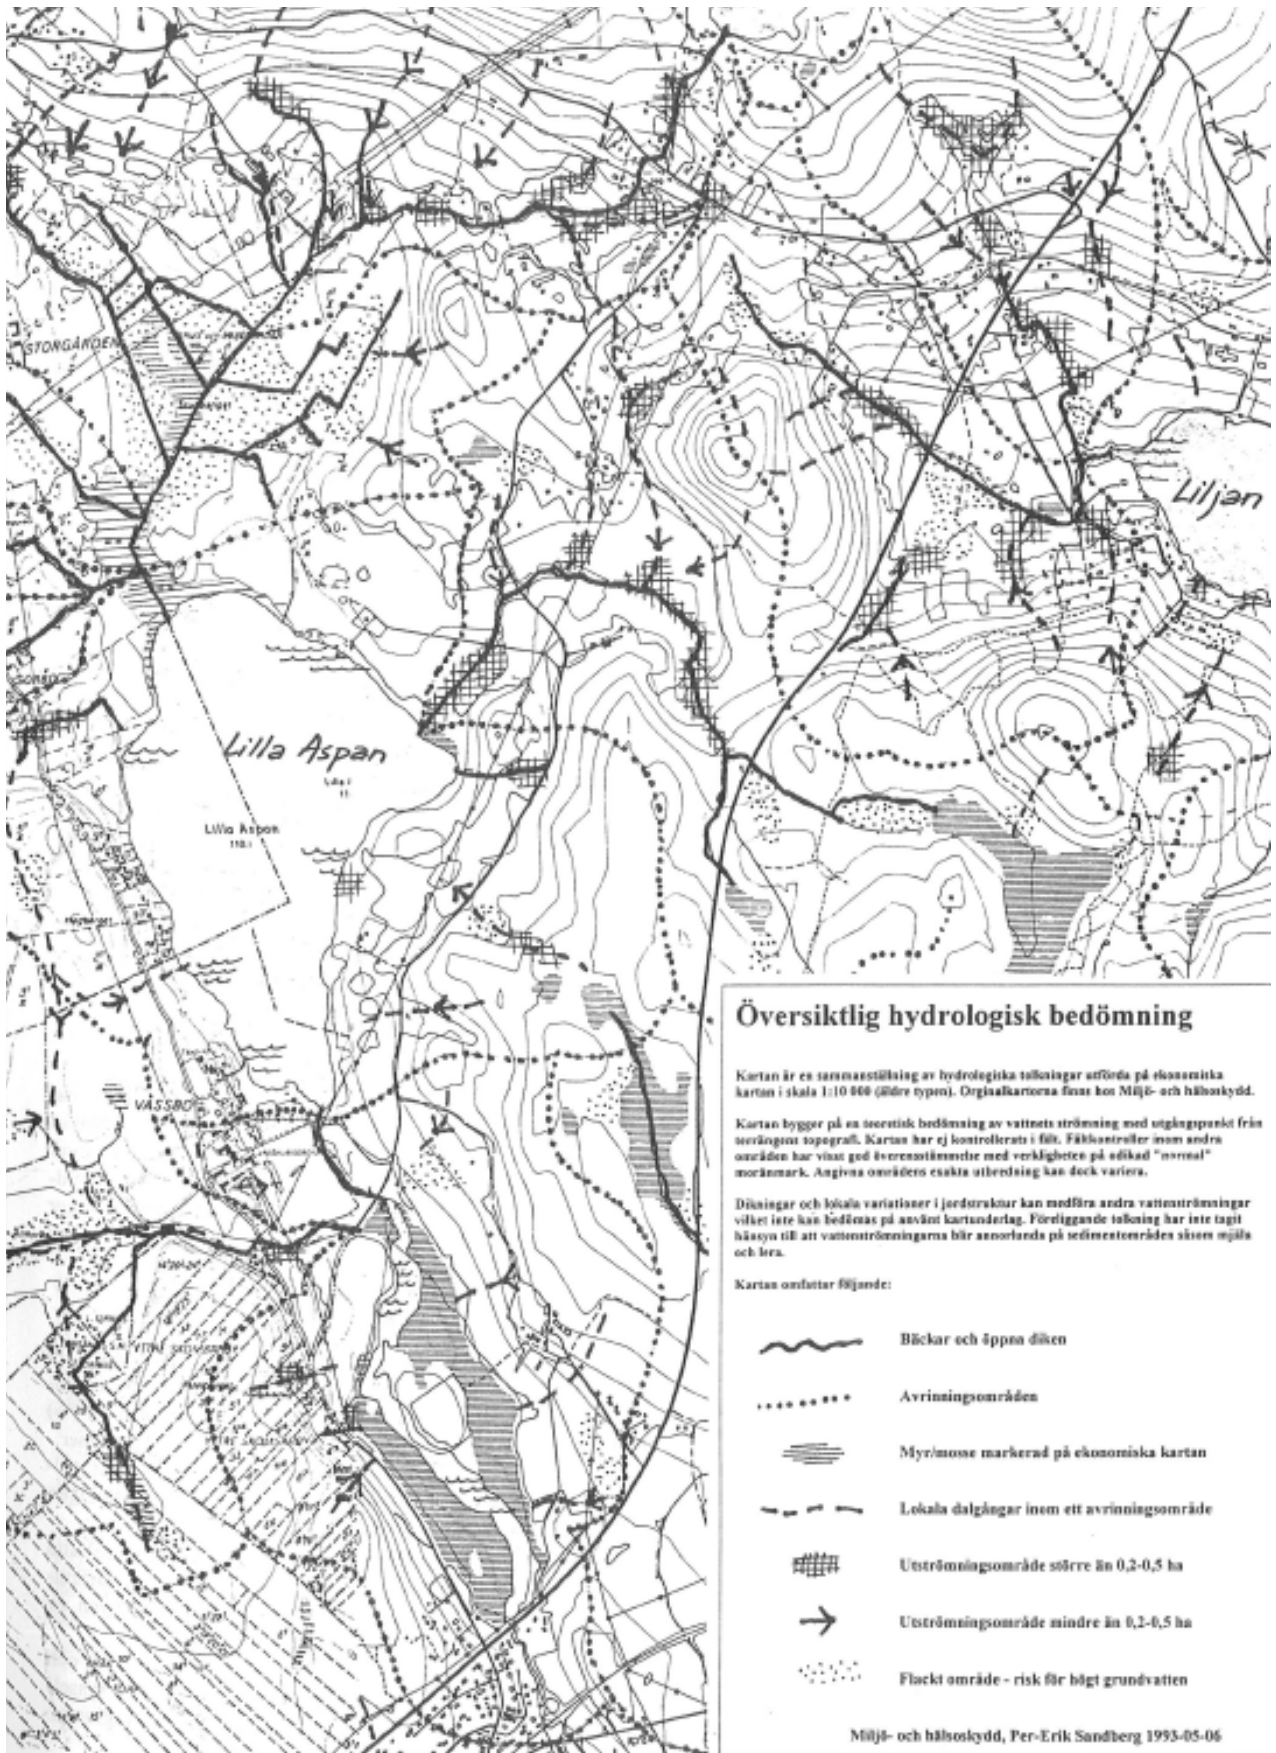 STORGÅRDEN
Liljan
Lilla Aspan
Lilla Aspan
VASSBO
Översiktlig hydrologisk bedömning
Kartan är en sammanställning av hydrologiska tolkningar utförda på ekonomiska
kartan i skala 1:10 000 (äldre typen). Orginalkartorna finns hos Miljö- och hälsoskydd.
Kartan bygger på en teoretisk bedömning av vattnets strömning med utgångspunkt från
terrängens topografi. Kartan har ej kontrollerats i fält. Fältkontroller inom andra
områden har visat god överensstämmelse med verkligheten på odikad "normal"
moränmark. Angivna områdens exakta utbredning kan dock variera.
Dikningar och lokala variationer i jordstruktur kan medföra andra vattenströmningar
vilket inte kan bedömas på använt kartunderlag. Föreliggande tolkning har inte tagit
hänsyn till att vattenströmningarna blir annorlunda på sedimentområden såsom mjäla
och lera.
Kartan omfattar följande:
Bäckar och öppna diken
Avrinningsområden
Myr/mosse markerad på ekonomiska kartan
Lokala dalgångar inom ett avrinningsområde
Utströmningsområde större än 0,2-0,5 ha
Utströmningsområde mindre än 0,2-0,5 ha
Flackt område - risk för högt grundvatten
Miljö- och hälsoskydd, Per-Erik Sandberg 1993-05-06